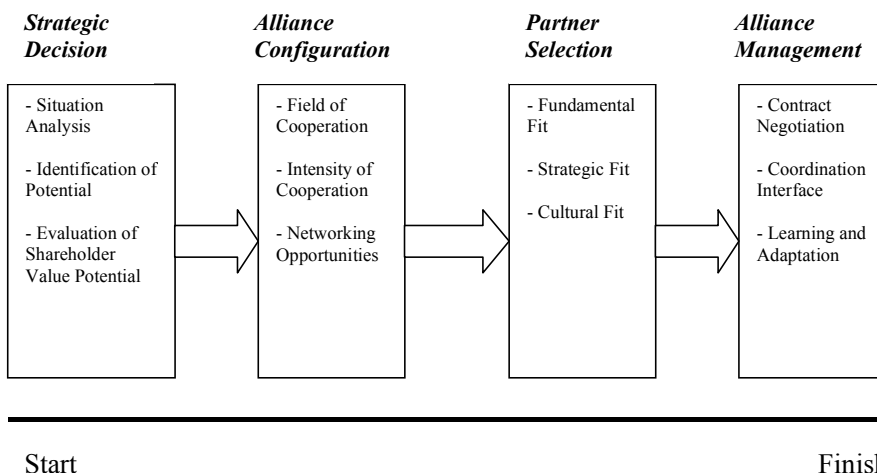 Strategic
Decision
Alliance
Configuration
Partner
Selection
Alliance
Management
- Situation
Analysis
- Identification of
Potential
- Evaluation of
Shareholder
Value Potential
- Field of
Cooperation
- Intensity of
Cooperation
- Networking
Opportunities
- Fundamental
Fit
- Strategic Fit
- Cultural Fit
- Contract
Negotiation
- Coordination
Interface
- Learning and
Adaptation
Start
Finish